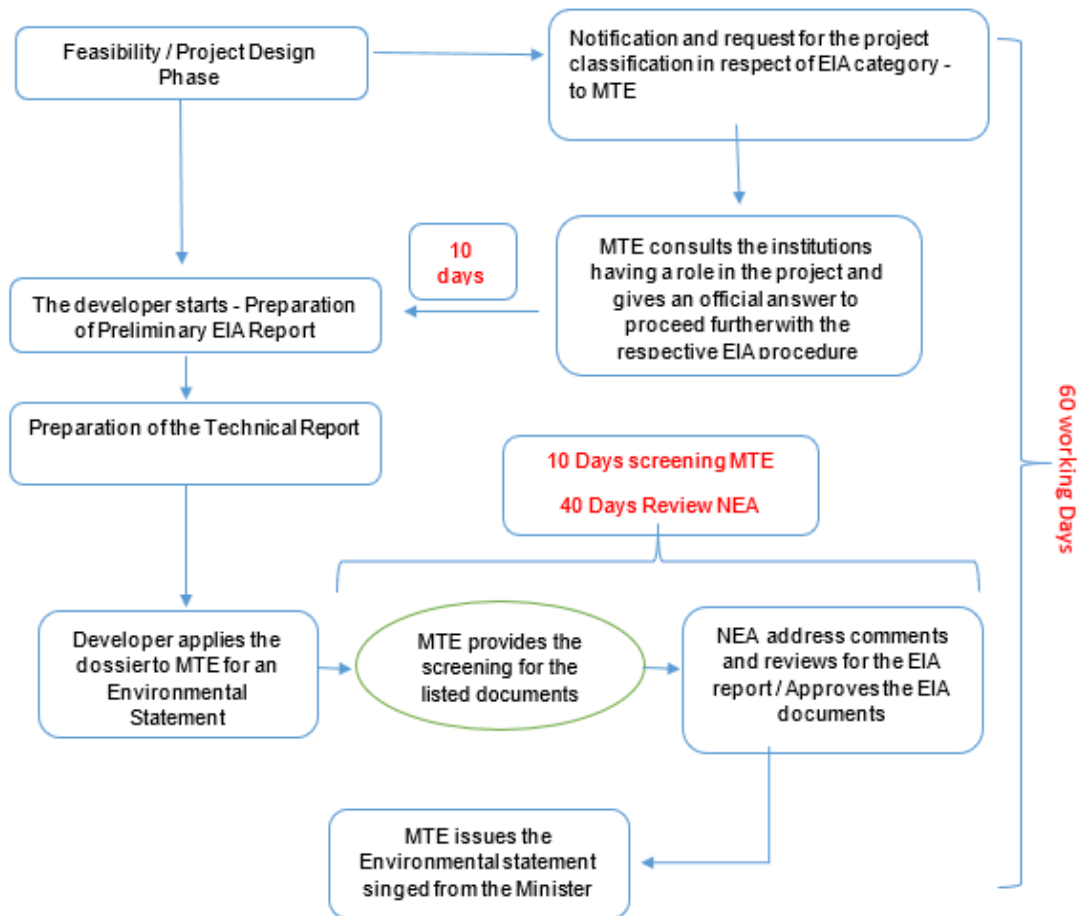 Feasibility / Project Design
Phase
Notification and request for the project
classification in respect of EIA category -
to MTE
MTE consults the institutions
having a role in the project and
gives an official answer to
proceed further with the
respective EIA procedure
10
days
The developer starts - Preparation
of Preliminary EIA Report
Preparation of the Technical Report
10 Days screening MTE
40 Days Review NEA
60 working Days
Developer applies the
dossier to MTE for an
Environmental
Statement
MTE provides the
screening for the
listed documents
NEA address comments
and reviews for the EIA
report / Approves the EIA
documents
MTE issues the
Environmental statement
singed from the Minister